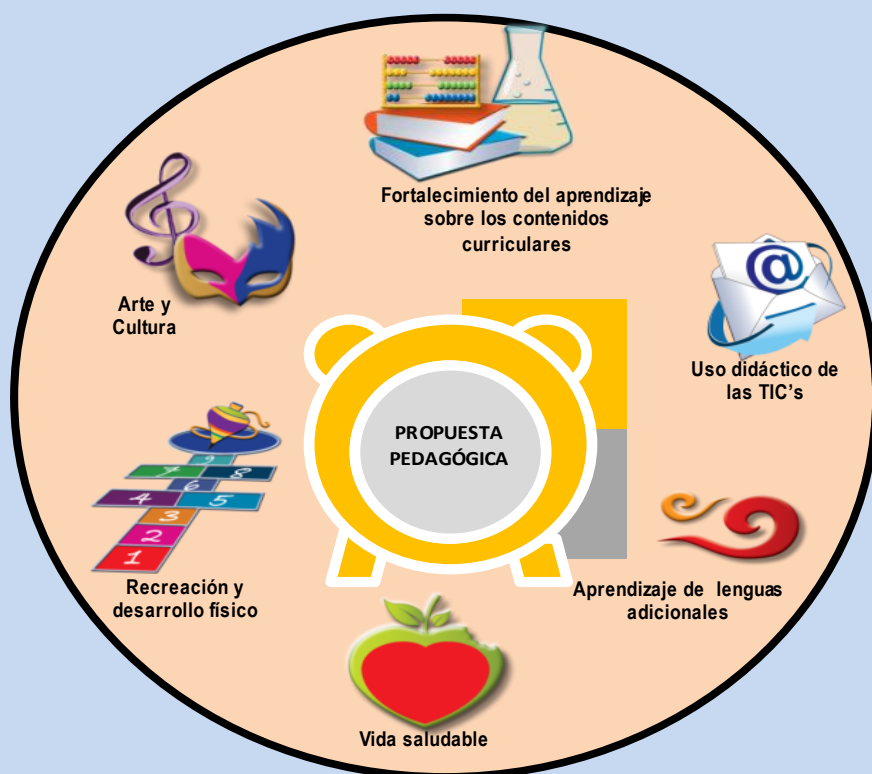 Fortalecimiento del aprendizaje
sobre los contenidos
curriculares
Arte y
Cultura
@
Uso didáctico de
las TIC's
PROPUESTA
PEDAGÓGICA
9
7 8
6
4 5
3
2
1
Recreación y
desarrollo físico
Aprendizaje de lenguas
adicionales
Vida saludable